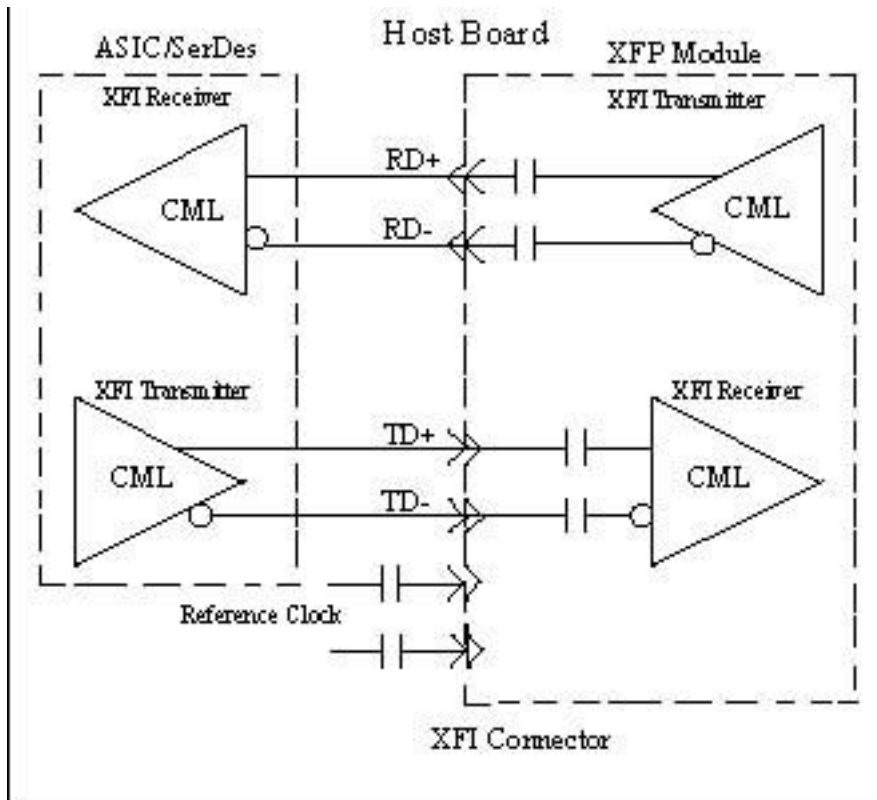 Host Board
ASIC/SerDes
XFP Module
XFI Receiver
XFI Transmitter
RD+
CML
CML
RD-
XFI Transmitter
XFI Receiver
TD+
CML
CML
TD-
Reference Clock
XFI Connector